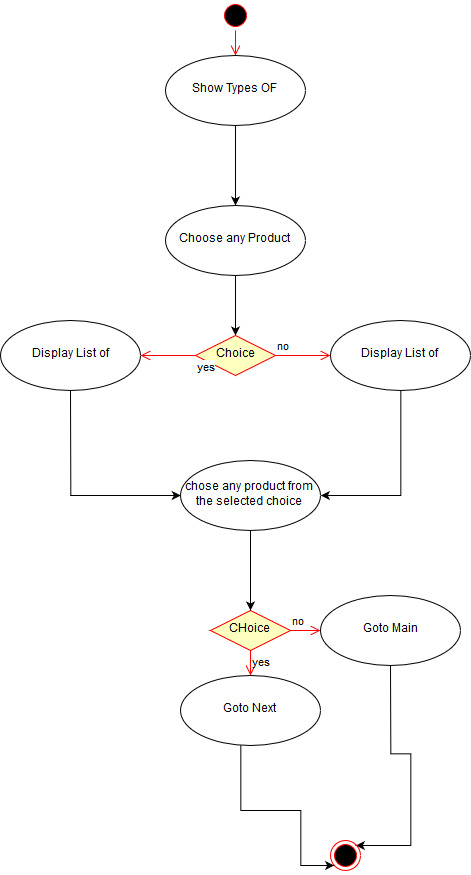 Show Types OF
Choose any Product
Display List of
Choice
yes
no
Display List of
chose any product from
the selected choice
CHoice
no
yes
Goto Main
Goto Next